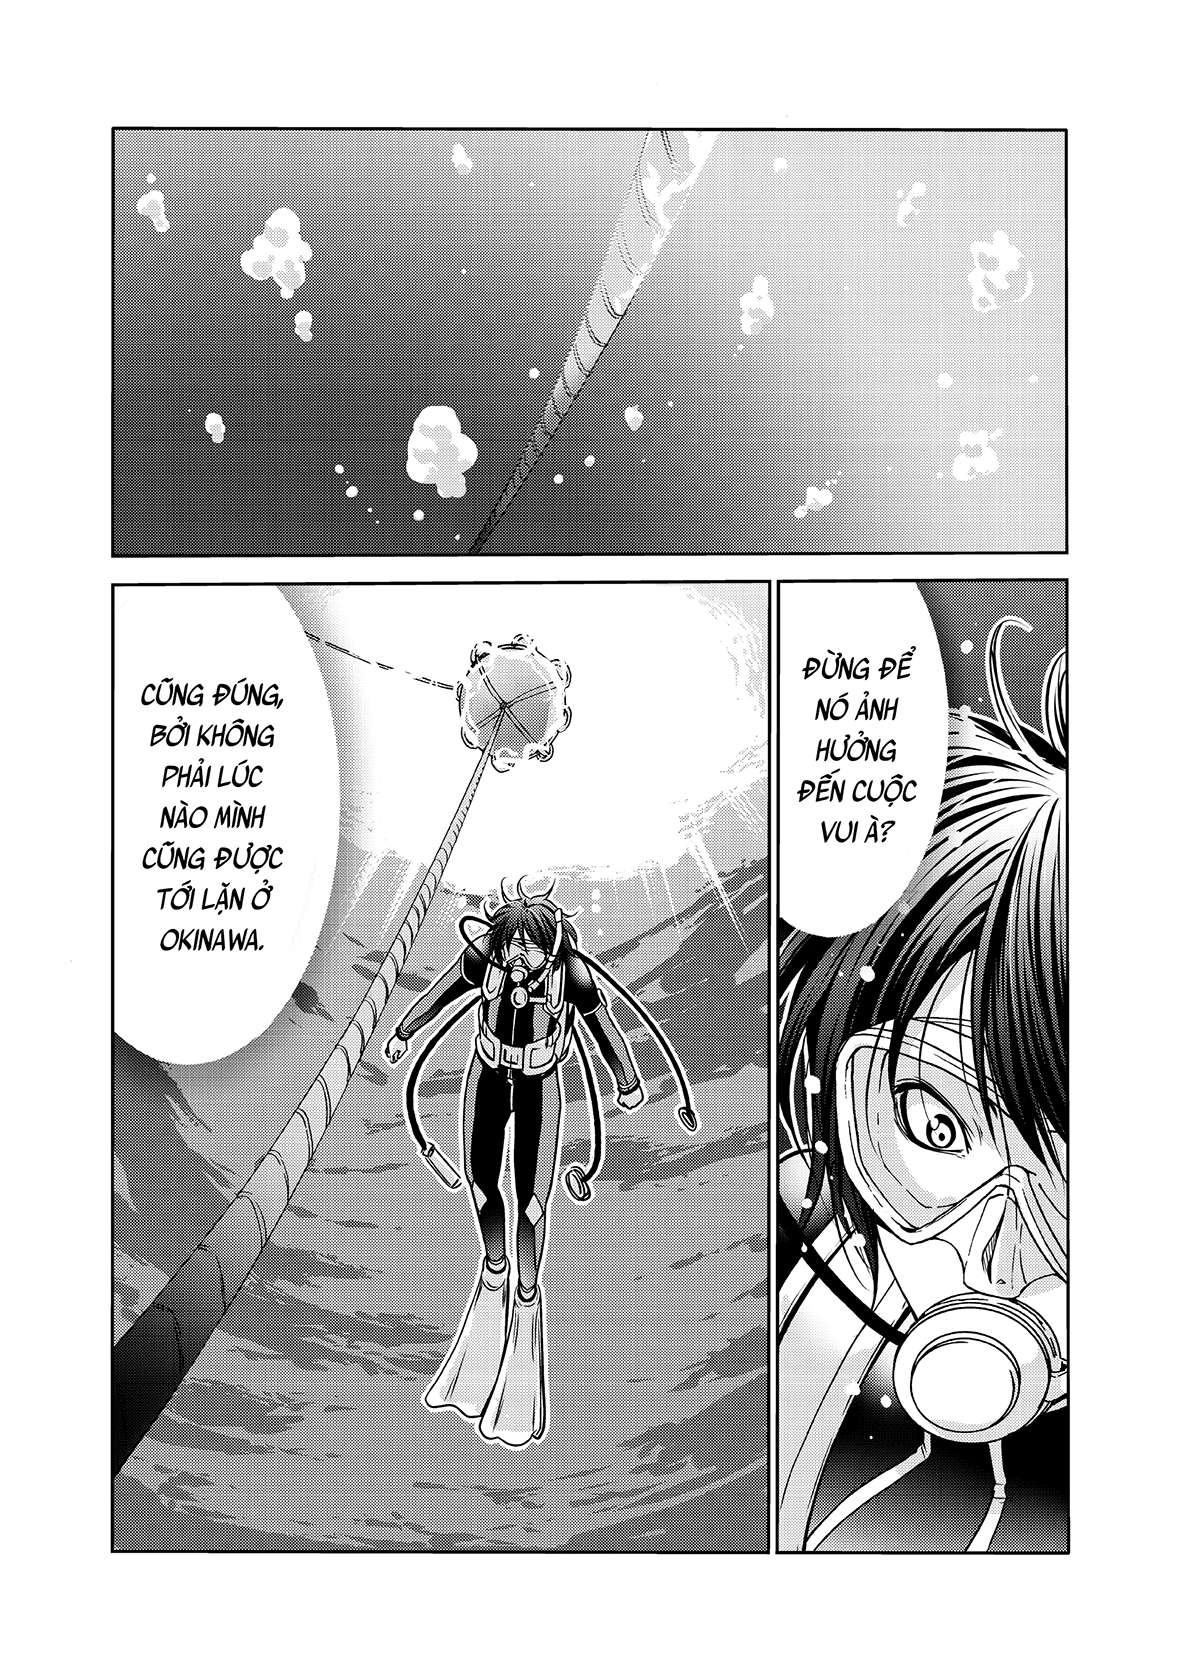 ĐỪNG ĐỂ
NÓ ẢNH
HƯỞNG
ĐẾN CUỘC
VUI À?
CŨNG ĐÚNG,
BỞI KHÔNG
PHẢI LÚC
NÀO MÌNH
CŨNG ĐƯỢC
TỚI LẶN Ở
OKINAWA.